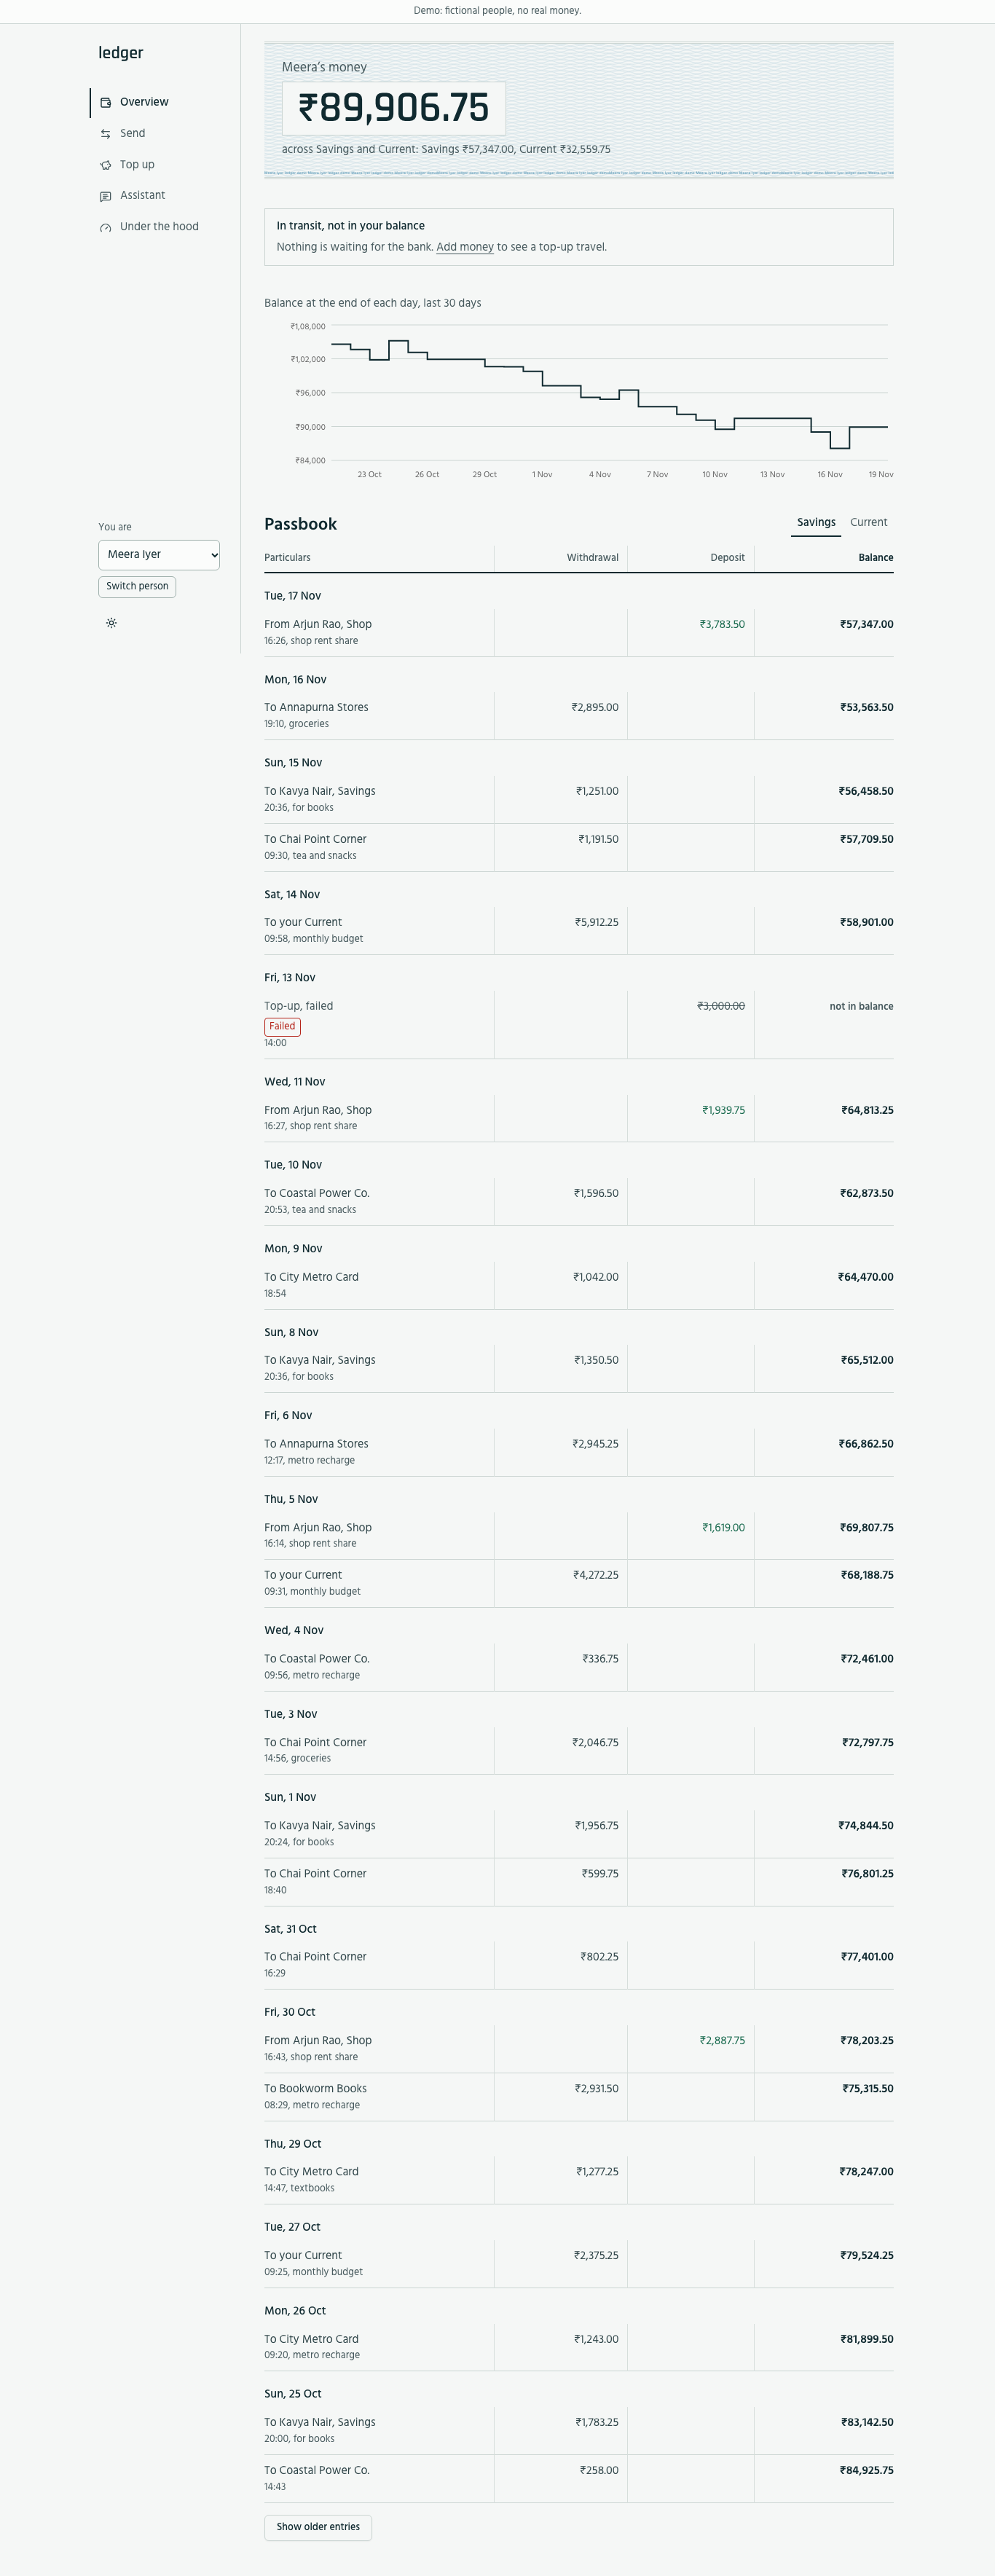 Demo: fictional people, no real money.
ledger
Overview
Send
Top up
Assistant
Under the hood
You are
Meera Iyer
Switch person
Meera's money
₹89,906.75
across Savings and Current: Savings ₹57,347.00, Current ₹32,559.75
In transit, not in your balance
Nothing is waiting for the bank. Add money to see a top-up travel.
Balance at the end of each day, last 30 days
₹1,08,000
₹1,02,000
₹96,000
₹90,000
₹84,000
23 Oct 26 Oct 29 Oct 1 Nov 4 Nov 7 Nov 10 Nov 13 Nov 16 Nov 19 Nov
Passbook Savings Current
Particulars Withdrawal Deposit Balance
Tue, 17 Nov
From Arjun Rao, Shop ₹3,783.50 ₹57,347.00
16:26, shop rent share
Mon, 16 Nov
To Annapurna Stores ₹2,895.00 ₹53,563.50
19:10, groceries
Sun, 15 Nov
To Kavya Nair, Savings ₹1,251.00 ₹56,458.50
20:36, for books
To Chai Point Corner ₹1,191.50 ₹57,709.50
09:30, tea and snacks
Sat, 14 Nov
To your Current ₹5,912.25 ₹58,901.00
09:58, monthly budget
Fri, 13 Nov
Top-up, failed ₹3,000.00 not in balance
Failed
14:00
Wed, 11 Nov
From Arjun Rao, Shop ₹1,939.75 ₹64,813.25
16:27, shop rent share
Tue, 10 Nov
To Coastal Power Co. ₹1,596.50 ₹62,873.50
20:53, tea and snacks
Mon, 9 Nov
To City Metro Card ₹1,042.00 ₹64,470.00
18:54
Sun, 8 Nov
To Kavya Nair, Savings ₹1,350.50 ₹65,512.00
20:36, for books
Fri, 6 Nov
To Annapurna Stores ₹2,945.25 ₹66,862.50
12:17, metro recharge
Thu, 5 Nov
From Arjun Rao, Shop ₹1,619.00 ₹69,807.75
16:14, shop rent share
To your Current ₹4,272.25 ₹68,188.75
09:31, monthly budget
Wed, 4 Nov
To Coastal Power Co. ₹336.75 ₹72,461.00
09:56, metro recharge
Tue, 3 Nov
To Chai Point Corner ₹2,046.75 ₹72,797.75
14:56, groceries
Sun, 1 Nov
To Kavya Nair, Savings ₹1,956.75 ₹74,844.50
20:24, for books
To Chai Point Corner ₹599.75 ₹76,801.25
18:40
Sat, 31 Oct
To Chai Point Corner ₹802.25 ₹77,401.00
16:29
Fri, 30 Oct
From Arjun Rao, Shop ₹2,887.75 ₹78,203.25
16:43, shop rent share
To Bookworm Books ₹2,931.50 ₹75,315.50
08:29, metro recharge
Thu, 29 Oct
To City Metro Card ₹1,277.25 ₹78,247.00
14:47, textbooks
Tue, 27 Oct
To your Current ₹2,375.25 ₹79,524.25
09:25, monthly budget
Mon, 26 Oct
To City Metro Card ₹1,243.00 ₹81,899.50
09:20, metro recharge
Sun, 25 Oct
To Kavya Nair, Savings ₹1,783.25 ₹83,142.50
20:00, for books
To Coastal Power Co. ₹258.00 ₹84,925.75
14:43
Show older entries